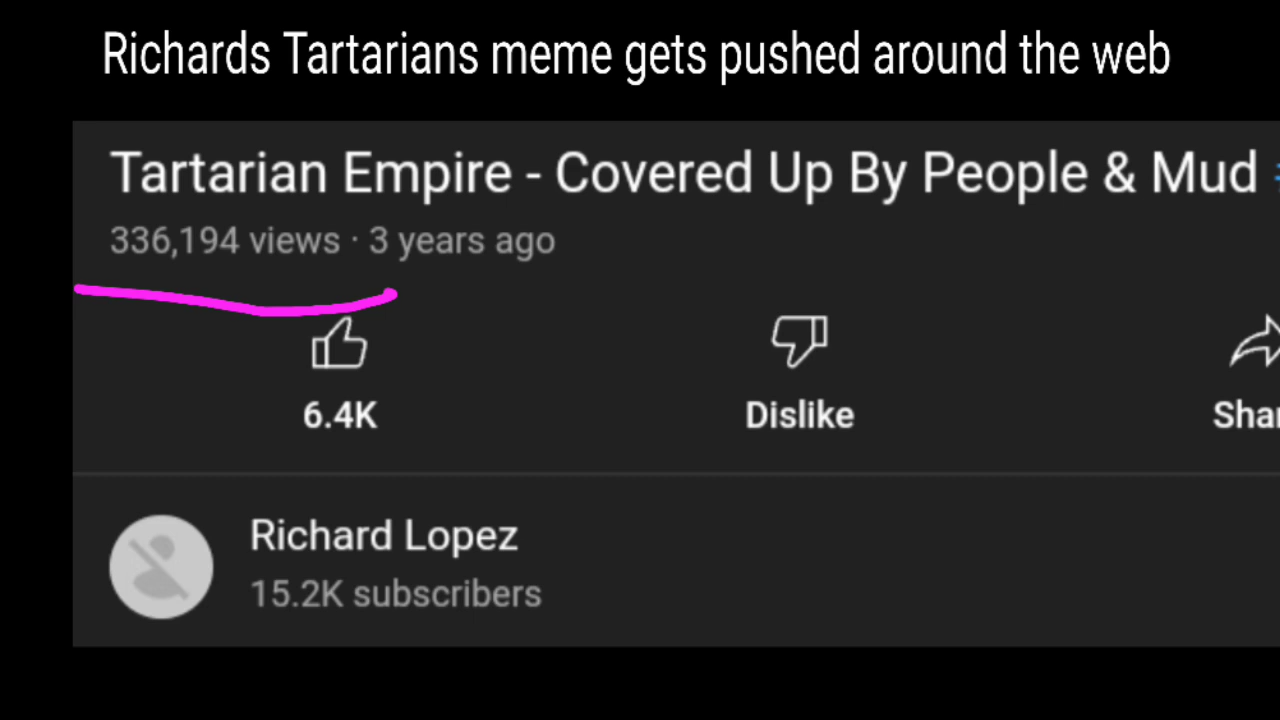 Richards Tartarians meme gets pushed around the web
Tartarian Empire - Covered Up By People & Mud
336,194 views · 3 years ago
6.4K
Dislike
Shar
Richard Lopez
15.2K subscribers